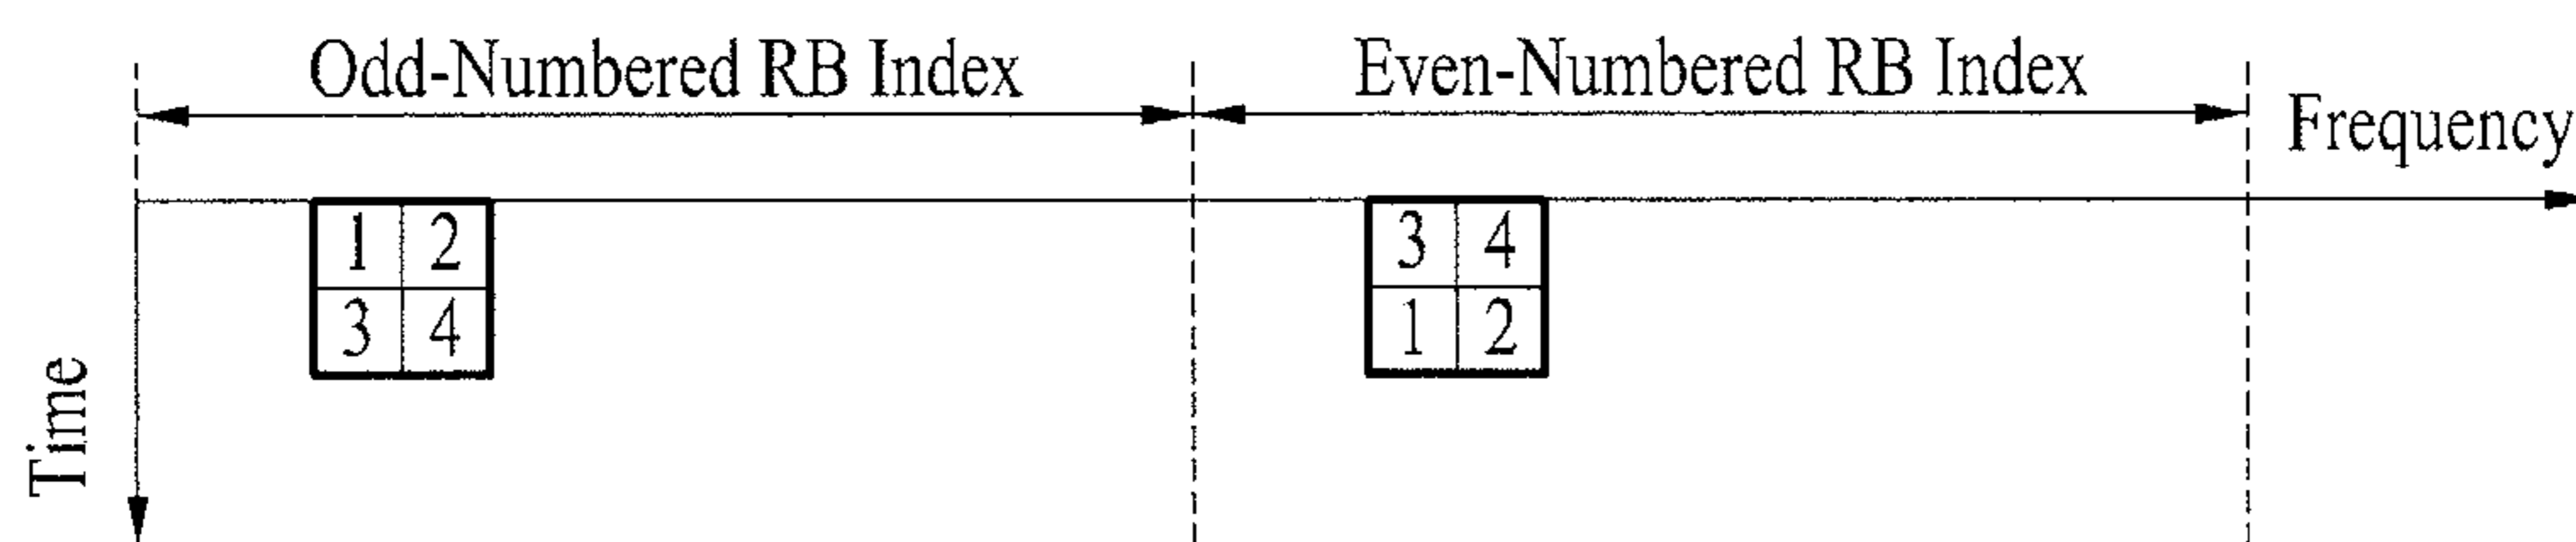 Odd-Numbered RB Index
Even-Numbered RB Index
Frequency
1 2
3 4
3 4
1 2
Time